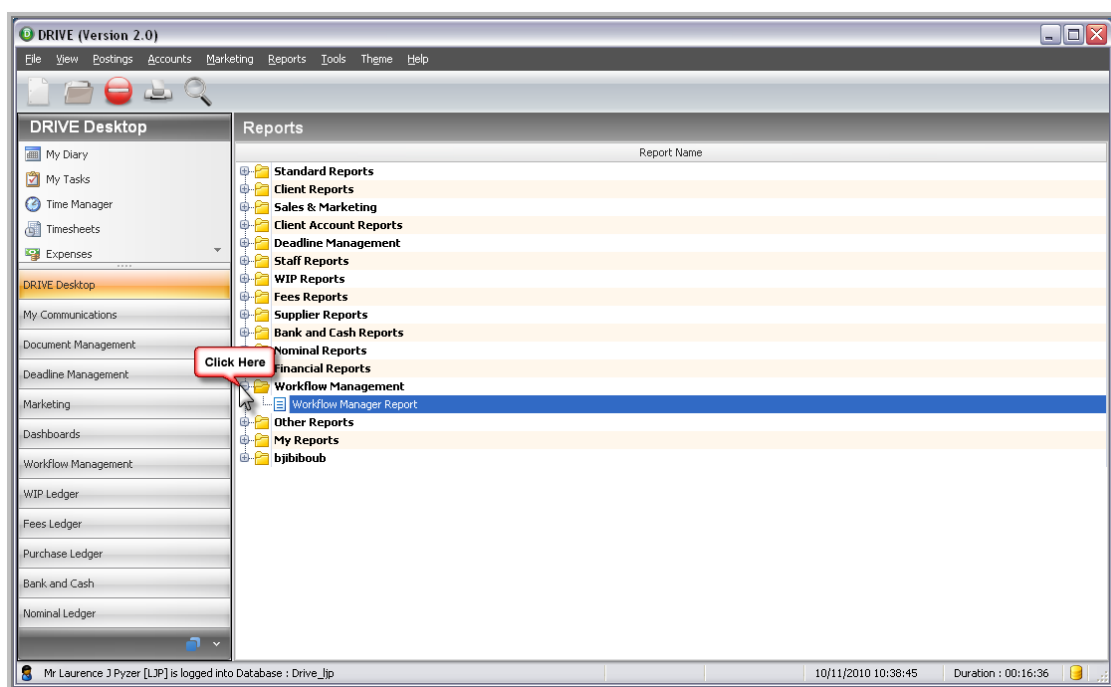 DRIVE (Version 2.0)
File View Postings Accounts Marketing Reports Tools Theme Help
DRIVE Desktop
My Diary
My Tasks
Time Manager
Timesheets
Expenses
DRIVE Desktop
My Communications
Document Management
Deadline Management
Marketing
Dashboards
Workflow Management
WIP Ledger
Fees Ledger
Purchase Ledger
Bank and Cash
Nominal Ledger
Reports
Report Name
Standard Reports
Client Reports
Sales & Marketing
Client Account Reports
Deadline Management
Staff Reports
WIP Reports
Fees Reports
Supplier Reports
Bank and Cash Reports
Nominal Reports
Financial Reports
Click Here
Workflow Management
Workflow Manager Report
Other Reports
My Reports
bjibiboub
Mr Laurence J Pyzer [LJP] is logged into Database : Drive_ljp
10/11/2010 10:38:45
Duration : 00:16:36